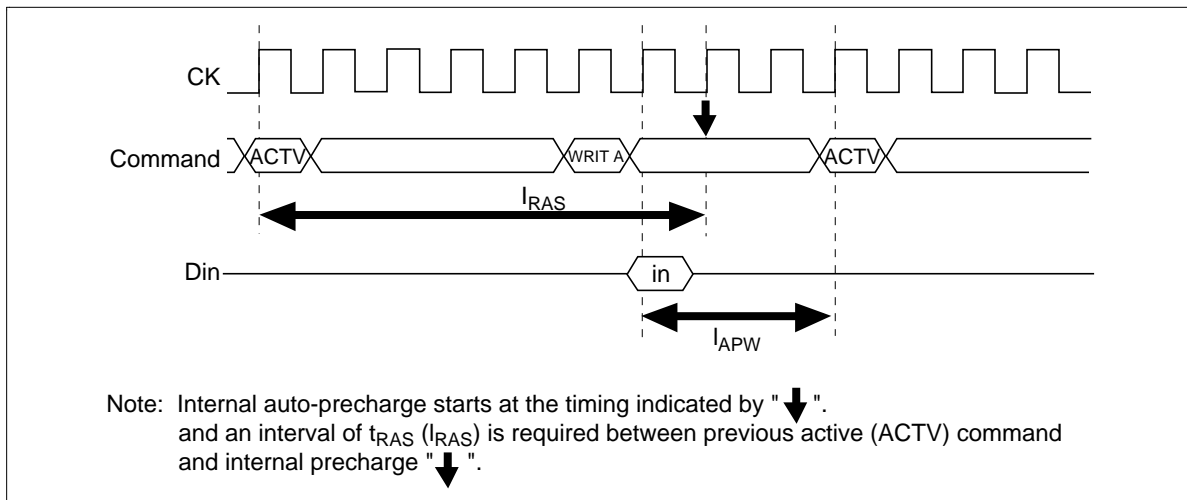 CK
Command ACTV WRIT A ACTV
lRAS
Din in
lAPW
Note: Internal auto-precharge starts at the timing indicated by " ".
and an interval of tRAS (lRAS) is required between previous active (ACTV) command
and internal precharge " ".